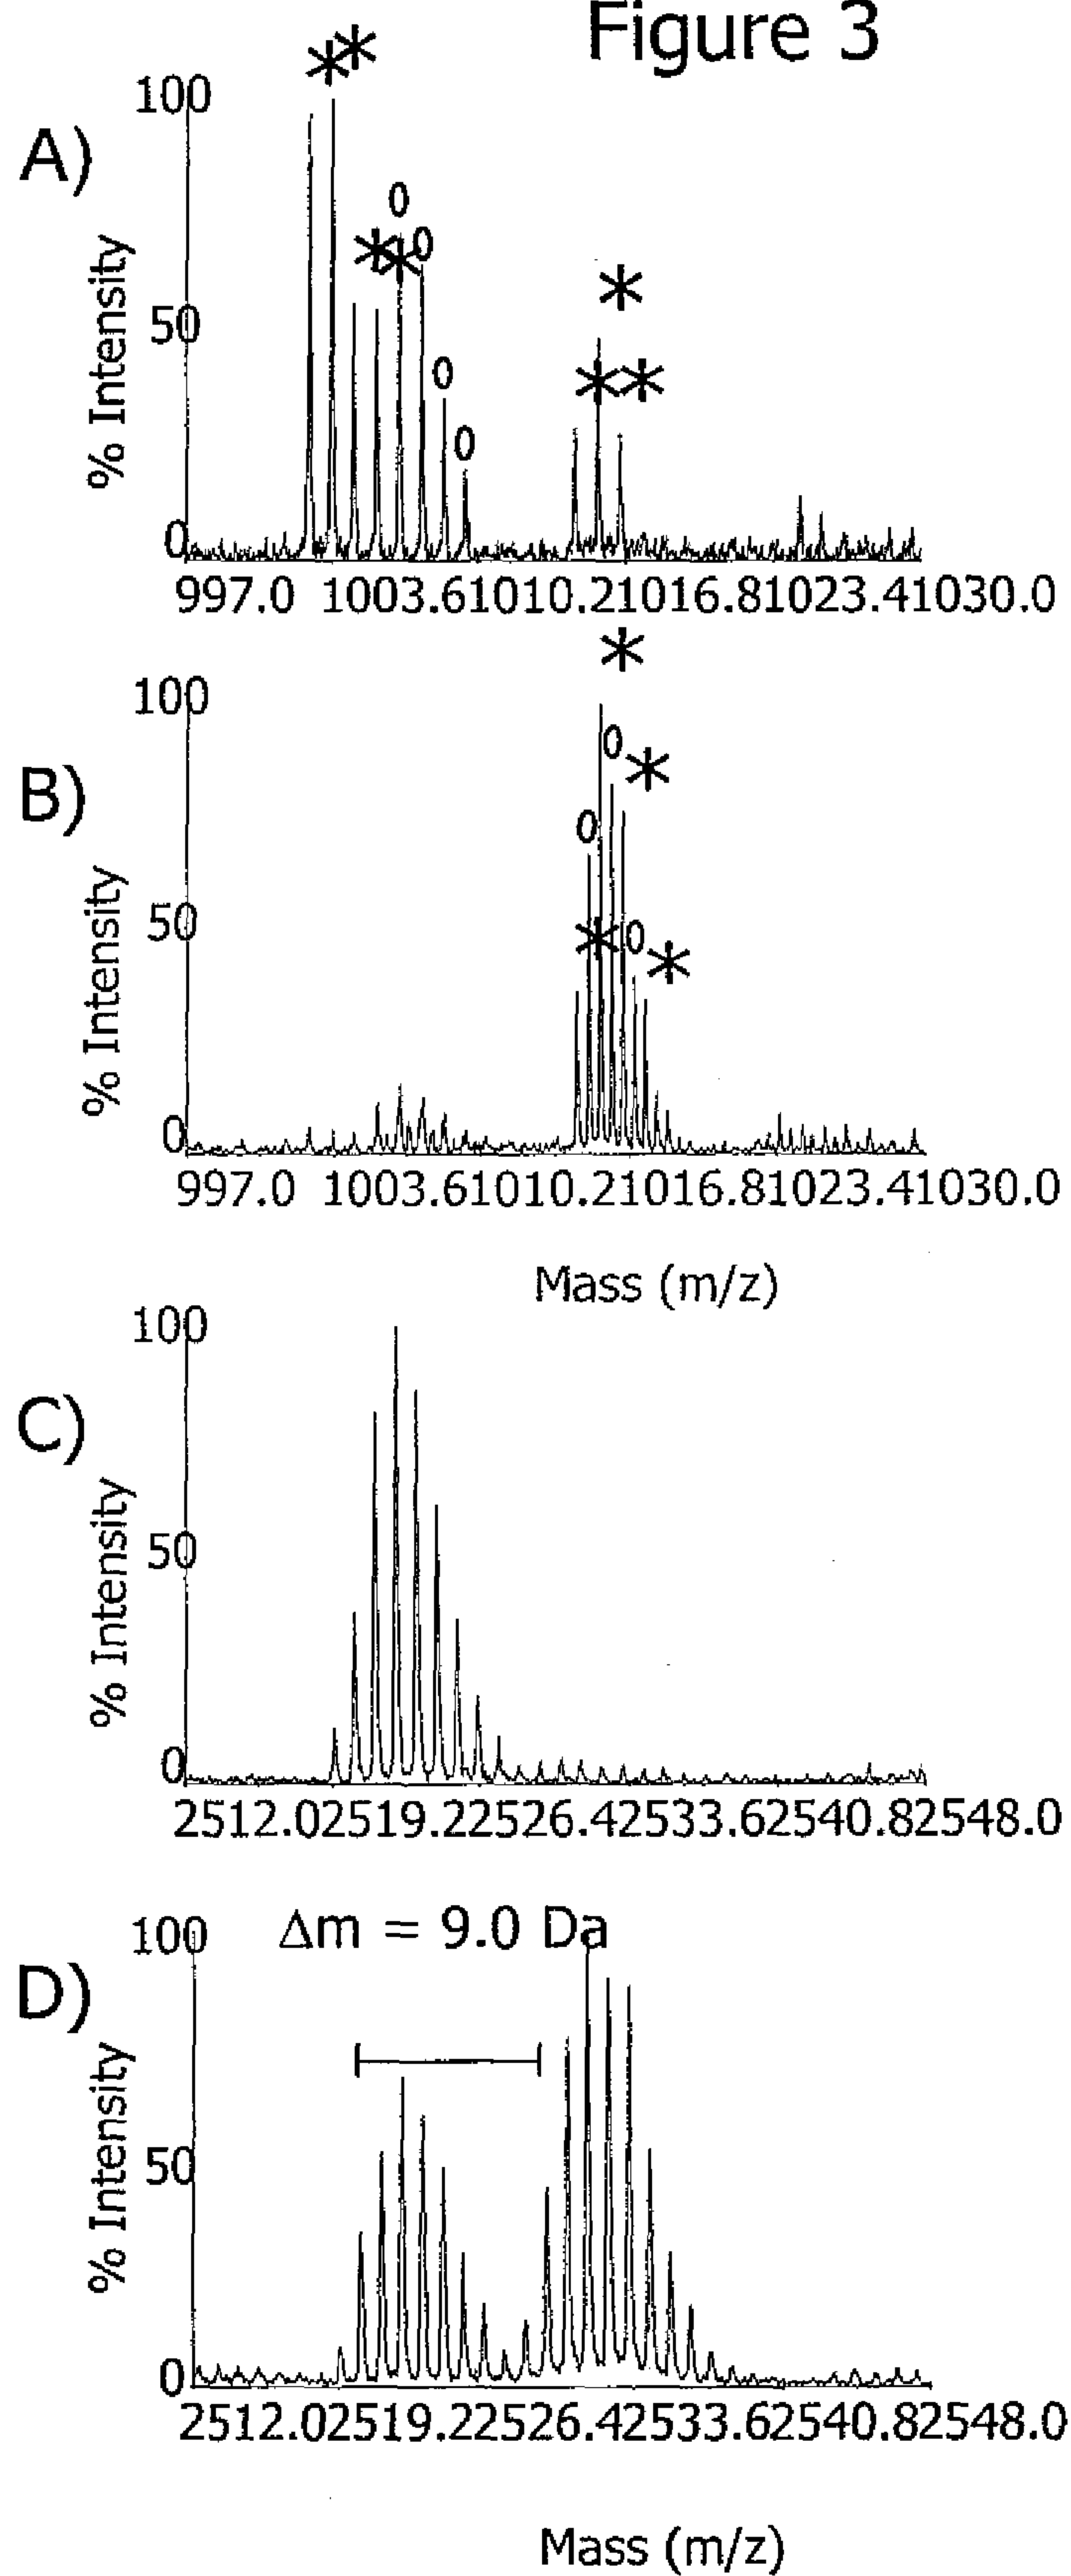 Figure 3
* *
100
A)
0
* * 0
*
50
* *
0
0
% Intensity
0
997.0 1003.61010.21016.81023.41030.0
*
100
0
*
B)
0
50
* 0
*
% Intensity
0
997.0 1003.61010.21016.81023.41030.0
Mass (m/z)
100
C)
50
% Intensity
0
2512.02519.22526.42533.62540.82548.0
Δm = 9.0 Da
100
D)
50
% Intensity
0
2512.02519.22526.42533.62540.82548.0
Mass (m/z)